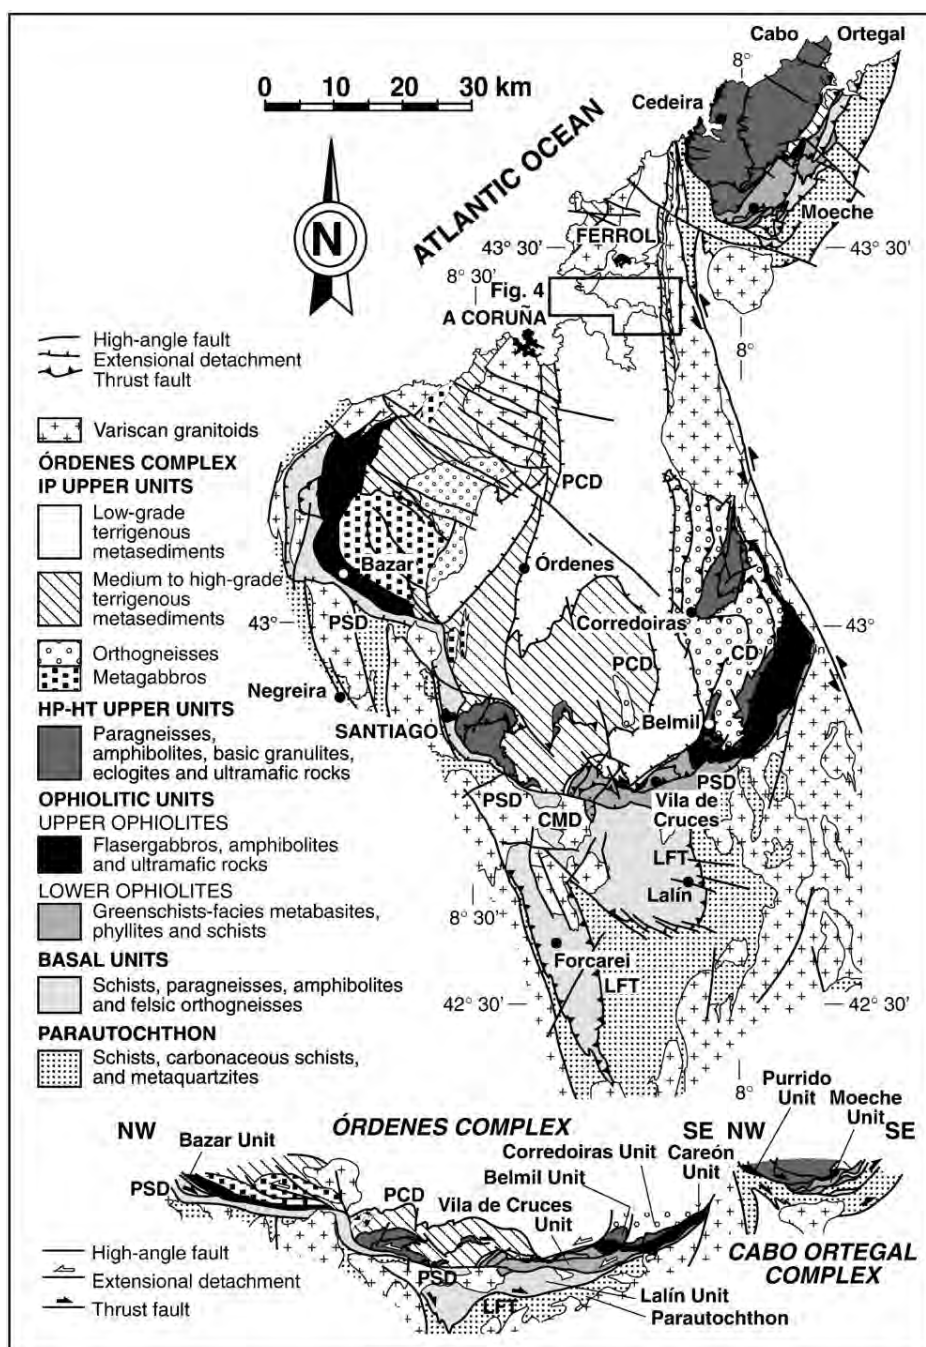 Cabo Ortegal
8°
0 10 20 30 km
Cedeira
ATLANTIC OCEAN
N
Moeche
FERROL
43° 30' 43° 30'
8° 30'
Fig. 4
A CORUÑA
8°
High-angle fault
Extensional detachment
Thrust fault
Variscan granitoids
ÓRDENES COMPLEX
IP UPPER UNITS
Low-grade
terrigenous
metasediments
Medium to high-grade
terrigenous
metasediments
Orthogneisses
Metagabbros
HP-HT UPPER UNITS
Paragneisses,
amphibolites, basic granulites,
eclogites and ultramafic rocks
OPHIOLITIC UNITS
UPPER OPHIOLITES
Flasergabbros, amphibolites
and ultramafic rocks
LOWER OPHIOLITES
Greenschists-facies metabasites,
phyllites and schists
BASAL UNITS
Schists, paragneisses, amphibolites
and felsic orthogneisses
PARAUTOCHTHON
Schists, carbonaceous schists,
and metaquartzites
PCD
Bazar
Órdenes
43° PSD Corredoiras 43°
PCD CD
Negreira
SANTIAGO Belmil
PSD
PSD Vila de
Cruces
CMD
LFT
Lalín
8° 30'
Forcarei
LFT
42° 30' 42° 30'
8°
Purrido
Unit
Moeche
Unit
NW ÓRDENES COMPLEX SE NW SE
Bazar Unit
Corredoiras Unit
Careón
Unit
Belmil Unit
PSD
PCD
Vila de Cruces
Unit
High-angle fault
Extensional detachment
Thrust fault
PSD
LFT
Lalín Unit
Parautochthon
CABO ORTEGAL
COMPLEX